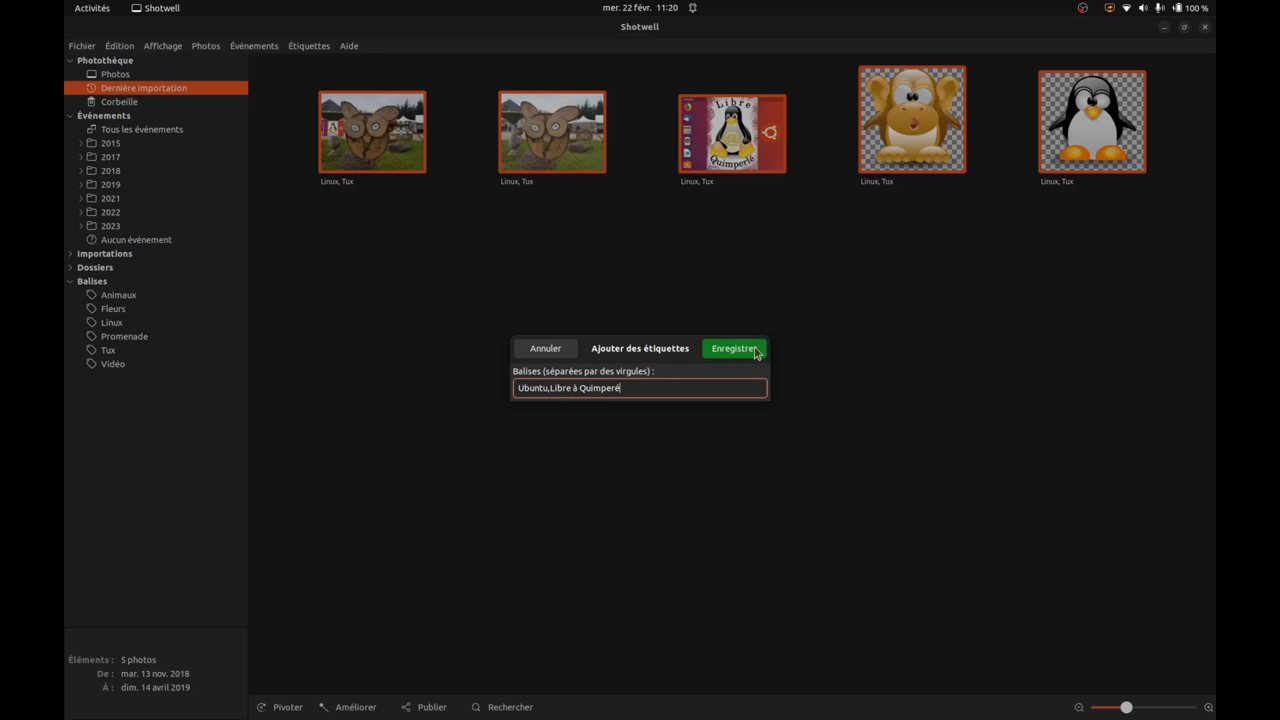 Activités Shotwell mer. 22 févr. 11:20 100 %
Shotwell
Fichier Édition Affichage Photos Événements Étiquettes Aide
Photothèque
Photos
Dernière importation
Corbeille
Événements
Tous les événements
2015
2017
2018
2019
2021
2022
2023
Aucun événement
Importations
Dossiers
Balises
Animaux
Fleurs
Linux
Promenade
Tux
Vidéo
Libre
Quimperlé
Linux, Tux Linux, Tux Linux, Tux Linux, Tux Linux, Tux
Annuler Ajouter des étiquettes Enregistrer
Balises (séparées par des virgules) :
Ubuntu,Libre à Quimperé
Éléments : 5 photos
De : mar. 13 nov. 2018
À : dim. 14 avril 2019
Pivoter Améliorer Publier Rechercher